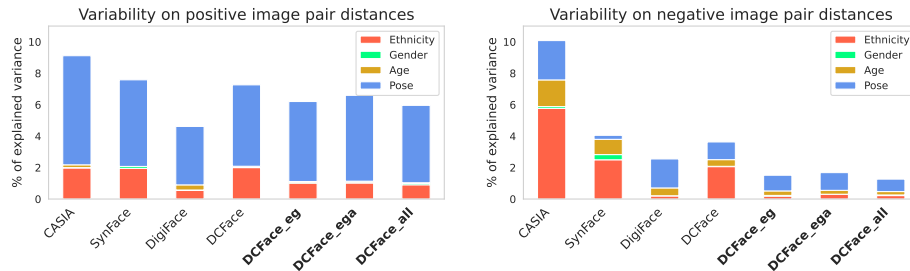 Variability on positive image pair distances
% of explained variance
10
8
6
4
2
0
Ethnicity
Gender
Age
Pose
CASIA
SynFace
DigiFace
DCFace
DCFace_eg
DCFace_ega
DCFace_all
Variability on negative image pair distances
% of explained variance
10
8
6
4
2
0
Ethnicity
Gender
Age
Pose
CASIA
SynFace
DigiFace
DCFace
DCFace_eg
DCFace_ega
DCFace_all